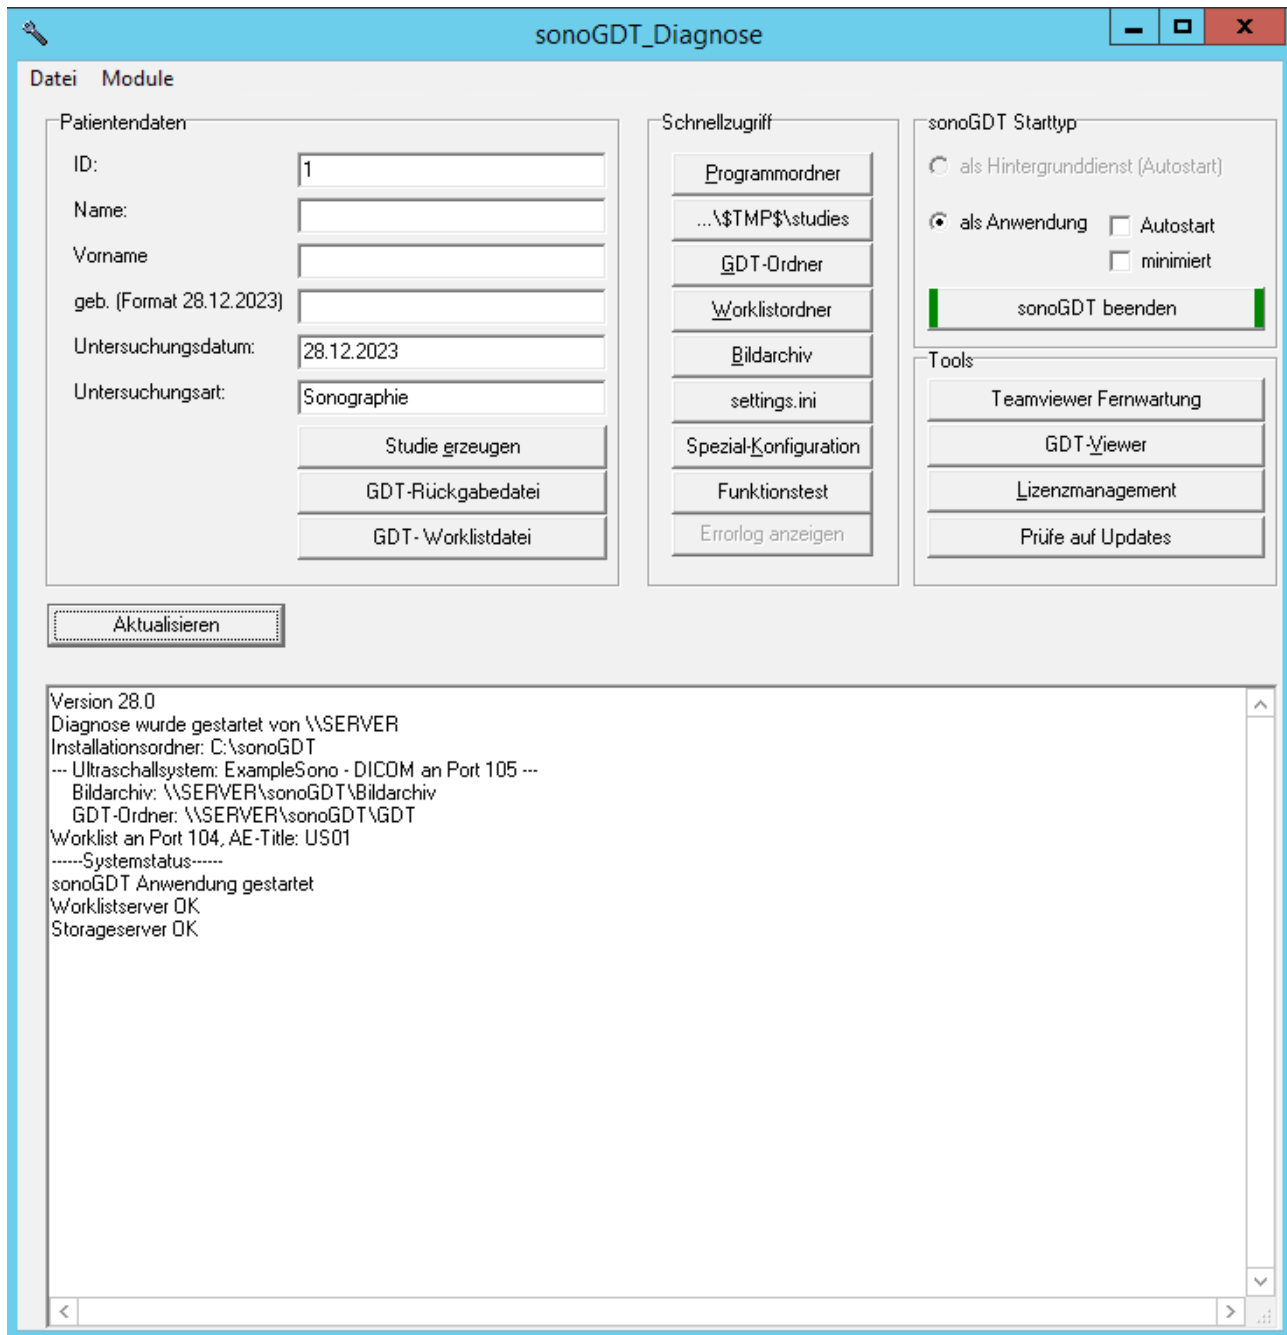 sonoGDT_Diagnose
X
Datei Module
Patientendaten
ID:
1
Name:
Vorname
geb. (Format 28.12.2023)
Untersuchungsdatum:
28.12.2023
Untersuchungsart:
Sonographie
Studie erzeugen
GDT-Rückgabedatei
GDT- Worklistdatei
Schnellzugriff
Programmordner
...\$TMP$\studies
GDT-Ordner
Worklistordner
Bildarchiv
settings.ini
Spezial-Konfiguration
Funktionstest
Errorlog anzeigen
sonoGDT Starttyp
als Hintergrunddienst (Autostart)
als Anwendung
Autostart
minimiert
sonoGDT beenden
Tools
Teamviewer Fernwartung
GDT-Viewer
Lizenzmanagement
Prüfe auf Updates
Aktualisieren
Version 28.0
Diagnose wurde gestartet von \\SERVER
Installationsordner: C:\sonoGDT
--- Ultraschallsystem: ExampleSono - DICOM an Port 105 ---
Bildarchiv: \\SERVER\sonoGDT\Bildarchiv
GDT-Ordner: \\SERVER\sonoGDT\GDT
Worklist an Port 104, AE-Title: US01
------Systemstatus------
sonoGDT Anwendung gestartet
Worklistserver OK
Storageserver OK